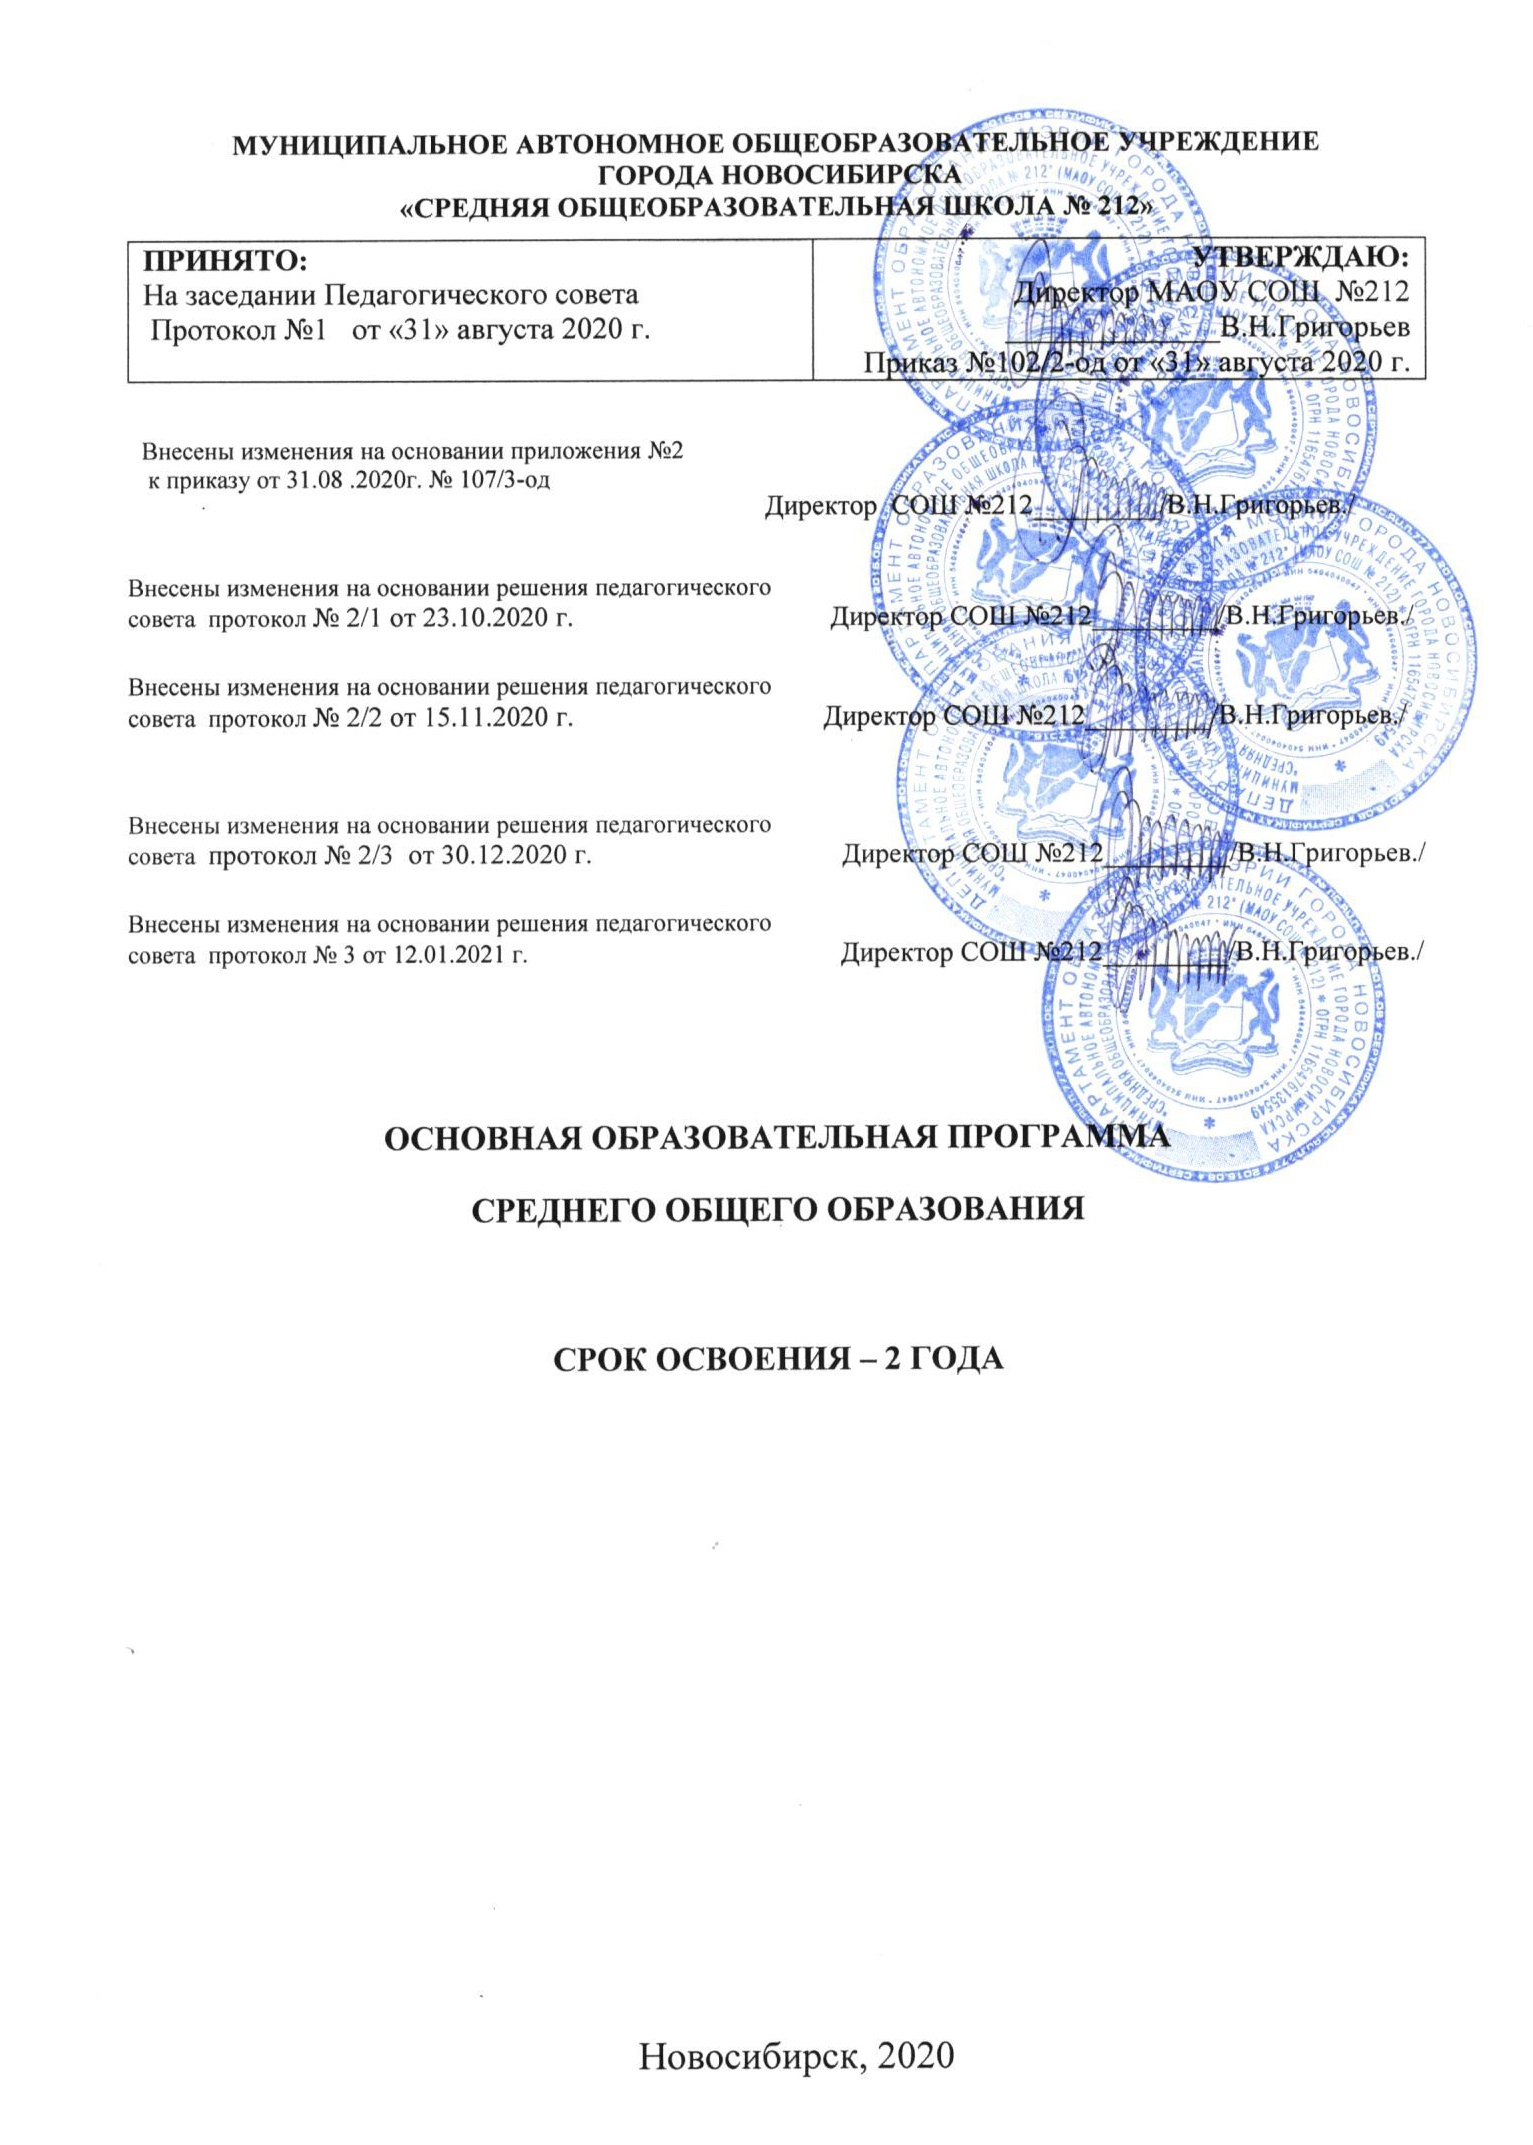 МУНИЦИПАЛЬНОЕ АВТОНОМНОЕ ОБЩЕОБРАЗОВАТЕЛЬНОЕ УЧРЕЖДЕНИЕ
ГОРОДА НОВОСИБИРСКА
«СРЕДНЯЯ ОБЩЕОБРАЗОВАТЕЛЬНАЯ ШКОЛА № 212»
ПРИНЯТО:
На заседании Педагогического совета
Протокол №1 от «31» августа 2020 г.
УТВЕРЖДАЮ:
Директор МАОУ СОШ №212
В.Н.Григорьев
Приказ №102/2-од от «31» августа 2020 г.
Внесены изменения на основании приложения №2
к приказу от 31.08 .2020г. № 107/3-од
Директор СОШ №212__________/В.Н.Григорьев./
Внесены изменения на основании решения педагогического
совета протокол № 2/1 от 23.10.2020 г. Директор СОШ №212__________/В.Н.Григорьев./
Внесены изменения на основании решения педагогического
совета протокол № 2/2 от 15.11.2020 г. Директор СОШ №212__________/В.Н.Григорьев./
Внесены изменения на основании решения педагогического
совета протокол № 2/3 от 30.12.2020 г. Директор СОШ №212__________/В.Н.Григорьев./
Внесены изменения на основании решения педагогического
совета протокол № 3 от 12.01.2021 г. Директор СОШ №212__________/В.Н.Григорьев./
ОСНОВНАЯ ОБРАЗОВАТЕЛЬНАЯ ПРОГРАММА
СРЕДНЕГО ОБЩЕГО ОБРАЗОВАНИЯ
СРОК ОСВОЕНИЯ – 2 ГОДА
Новосибирск, 2020